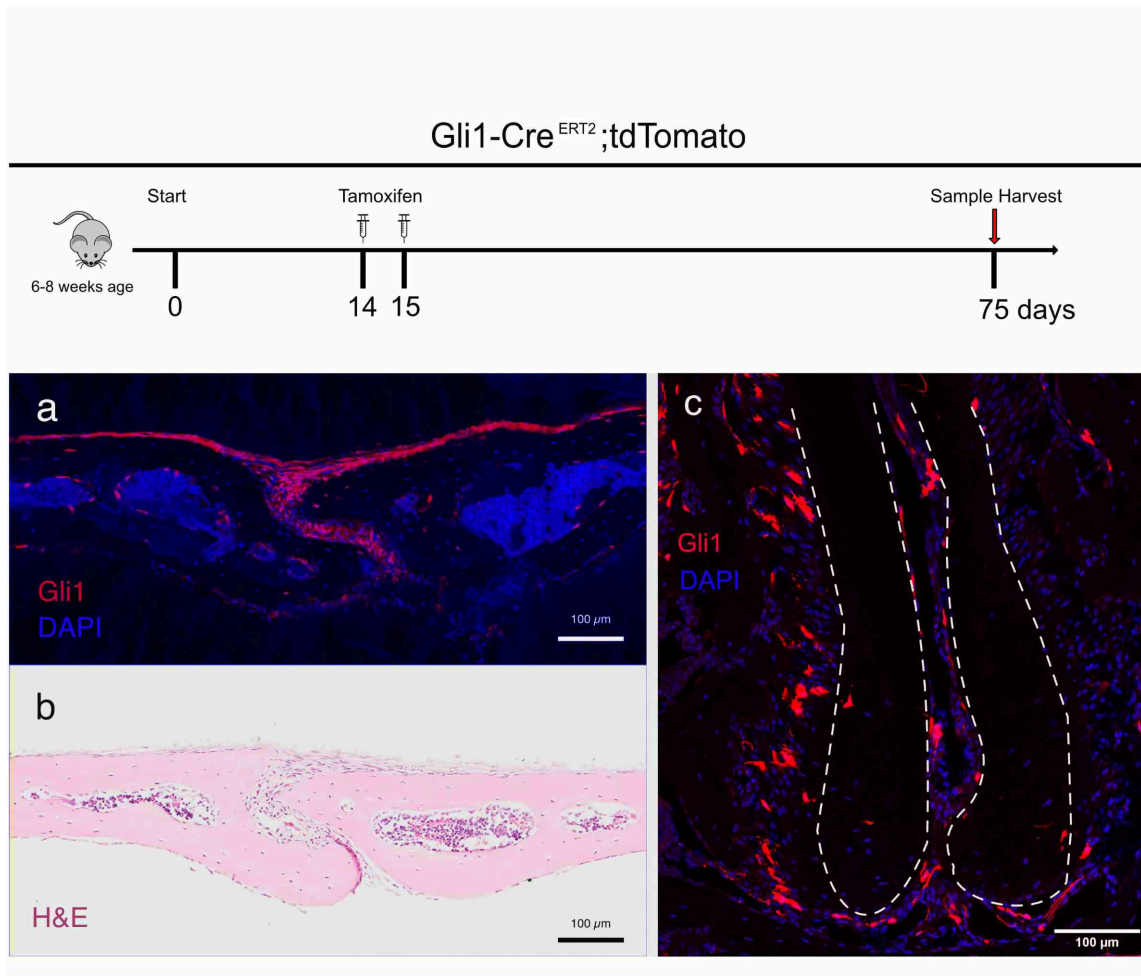 Gli1-Cre ERT2 ;tdTomato
Start
Tamoxifen
Sample Harvest
6-8 weeks age
0
14
15
75 days
a
Gli1
DAPI
100 µm
b
H&E
100 µm
c
Gli1
DAPI
100 µm